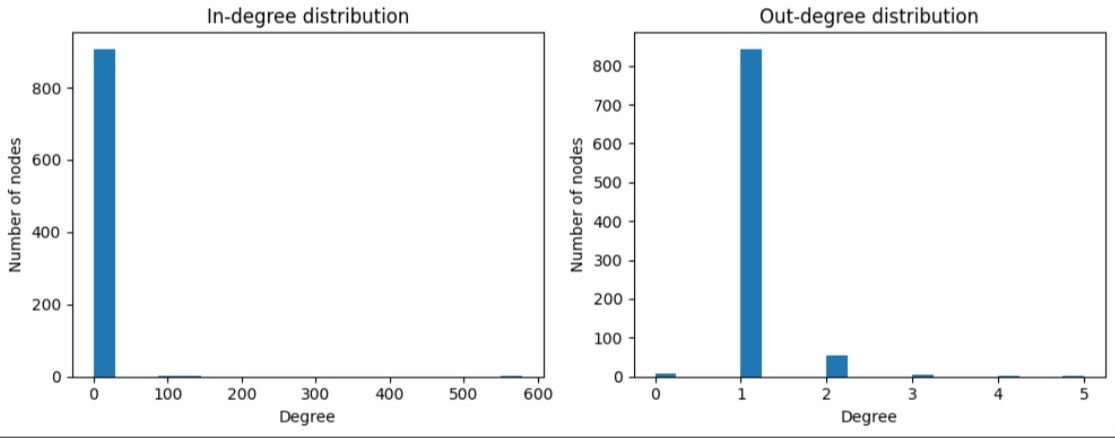 In-degree distribution
Number of nodes
800
600
400
200
0
0 100 200 300 400 500 600
Degree
Out-degree distribution
Number of nodes
800
700
600
500
400
300
200
100
0
0 1 2 3 4 5
Degree